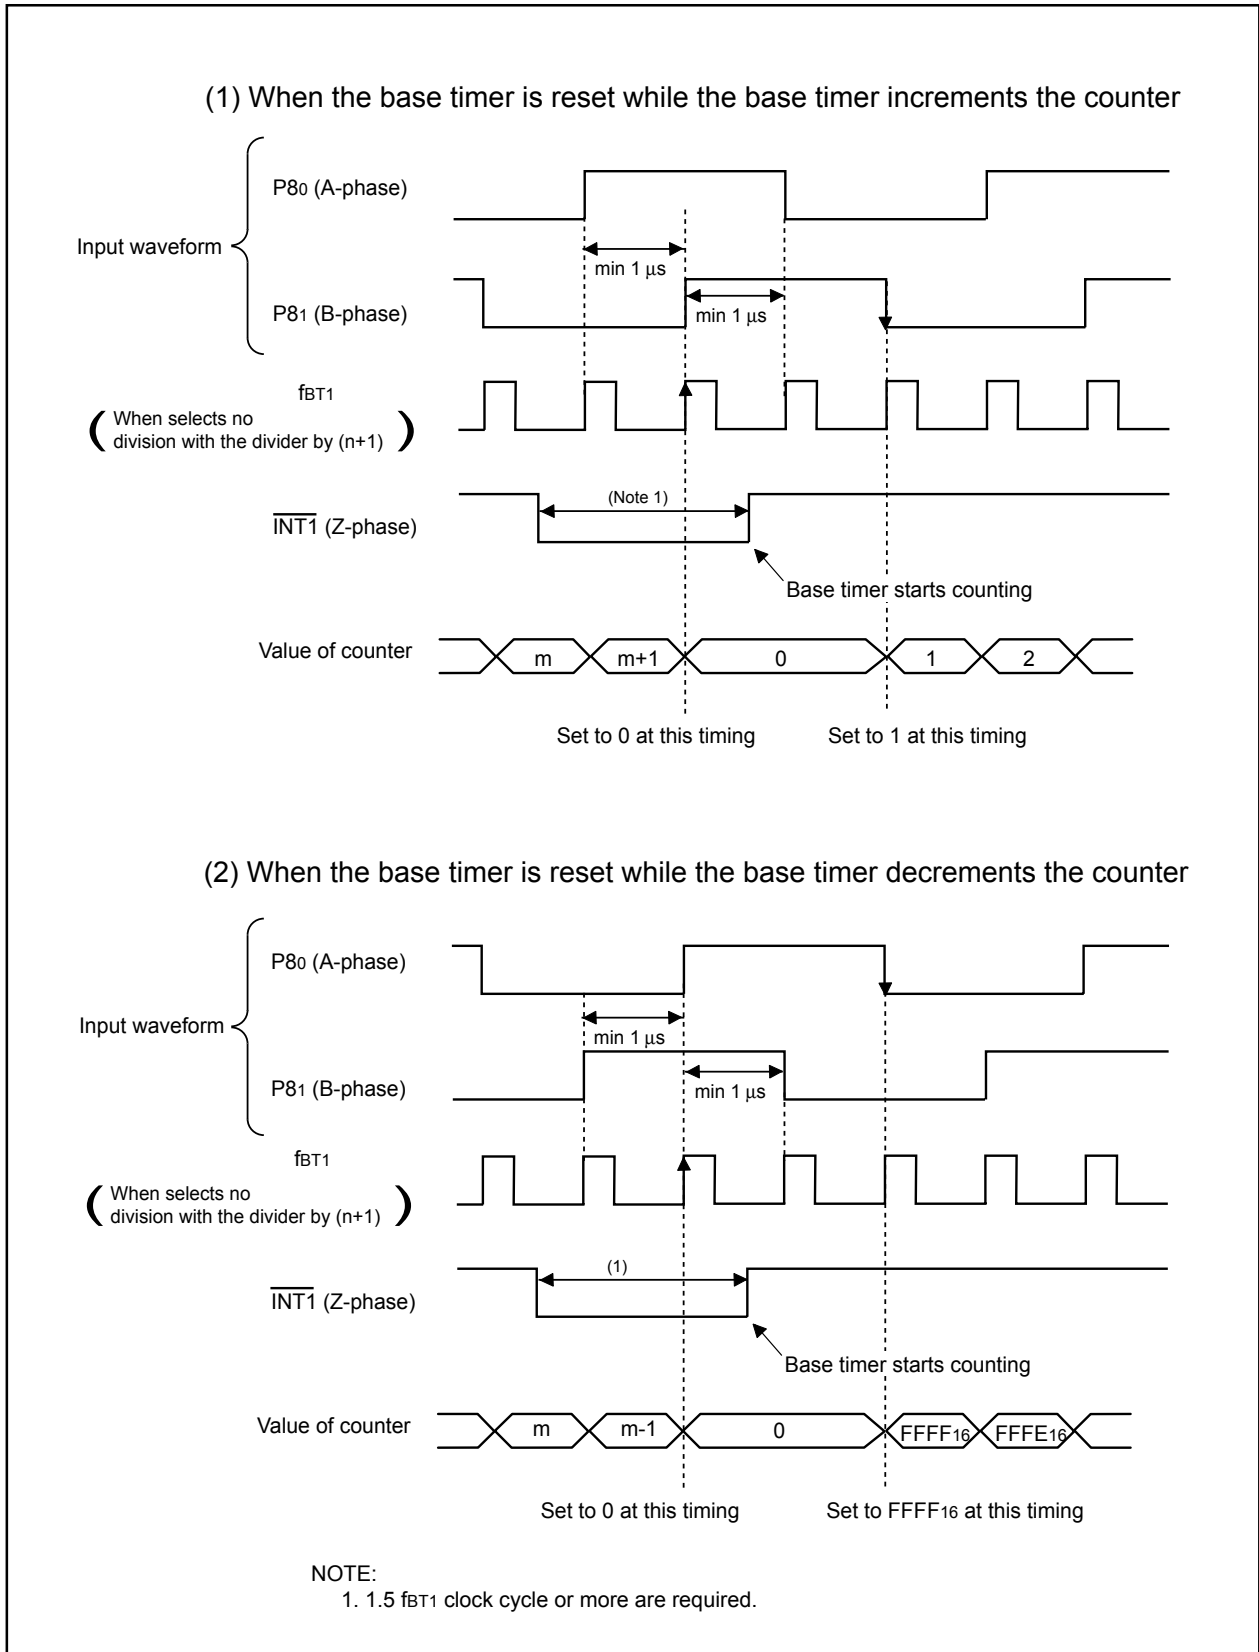 (1) When the base timer is reset while the base timer increments the counter
P80 (A-phase)
Input waveform
min 1 μs
P81 (B-phase)
min 1 μs
fBT1
(When selects no
division with the divider by (n+1))
(Note 1)
INT1 (Z-phase)
Base timer starts counting
Value of counter
m
m+1
0
1
2
Set to 0 at this timing
Set to 1 at this timing
(2) When the base timer is reset while the base timer decrements the counter
P80 (A-phase)
Input waveform
min 1 μs
P81 (B-phase)
min 1 μs
fBT1
(When selects no
division with the divider by (n+1))
(1)
INT1 (Z-phase)
Base timer starts counting
Value of counter
m
m-1
0
FFFF16
FFFE16
Set to 0 at this timing
Set to FFFF16 at this timing
NOTE:
1. 1.5 fBT1 clock cycle or more are required.